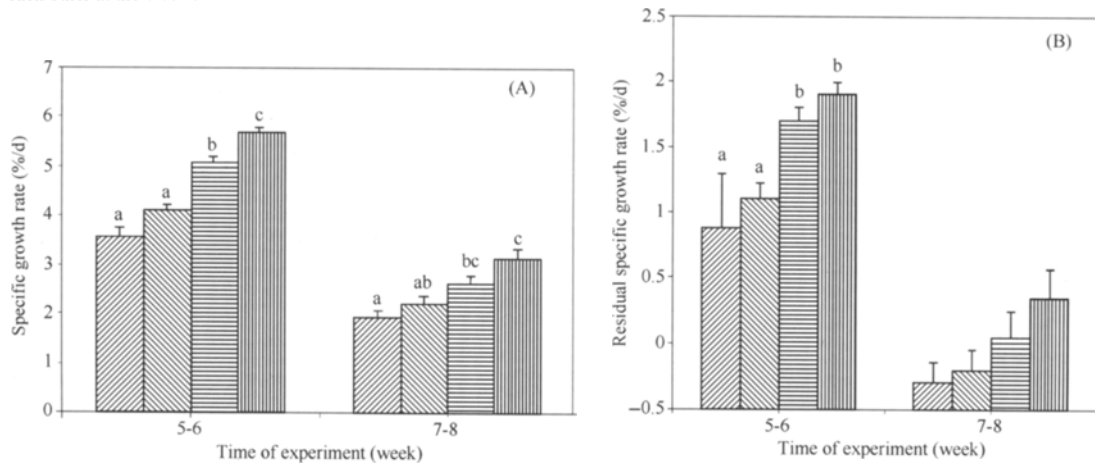 (A)
Specific growth rate (%/d)
7
6
5
4
3
2
1
0
a
a
b
c
a
ab
bc
c
5-6
7-8
Time of experiment (week)
(B)
Residual specific growth rate (%/d)
2.5
2
1.5
1
0.5
0
−0.5
a
a
b
b
5-6
7-8
Time of experiment (week)